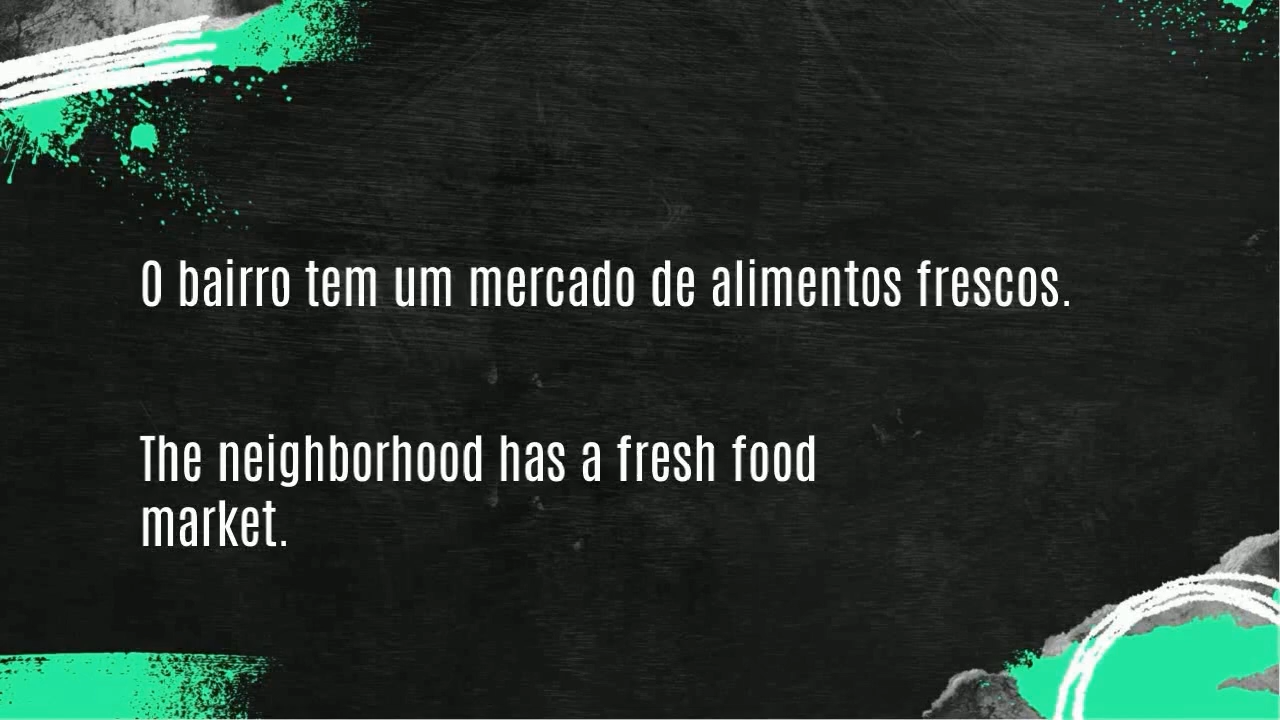 O bairro tem um mercado de alimentos frescos.
The neighborhood has a fresh food
market.